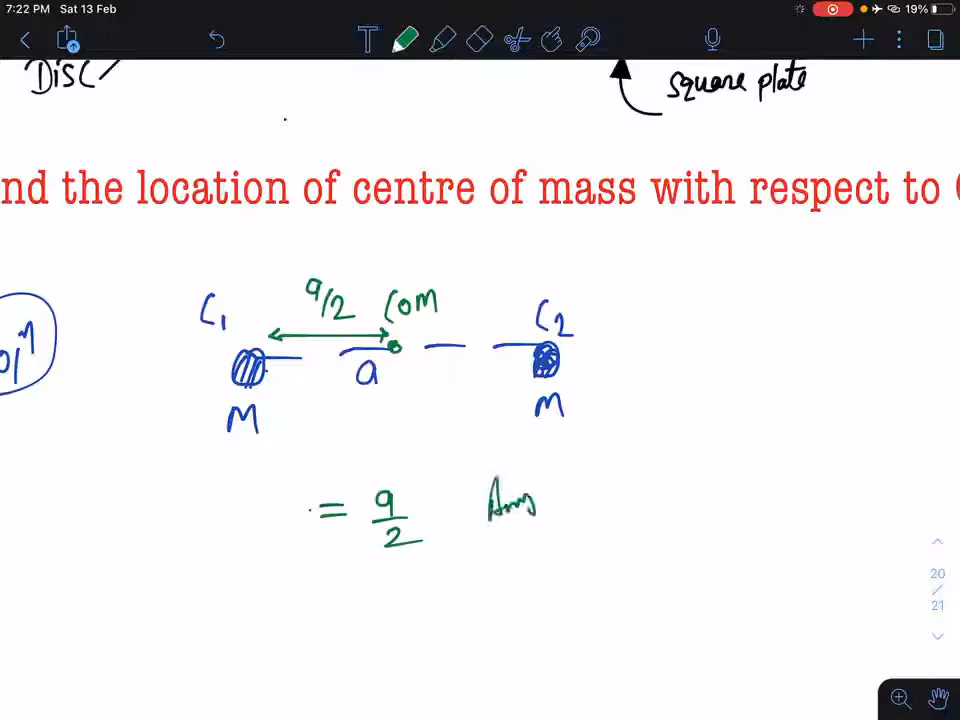 7:22 PM Sat 13 Feb 19%
T
DISC
square plate
nd the location of centre of mass with respect to C
a/2 COM
C1 C2
a
M M
= a/2 Ans
20
/
21